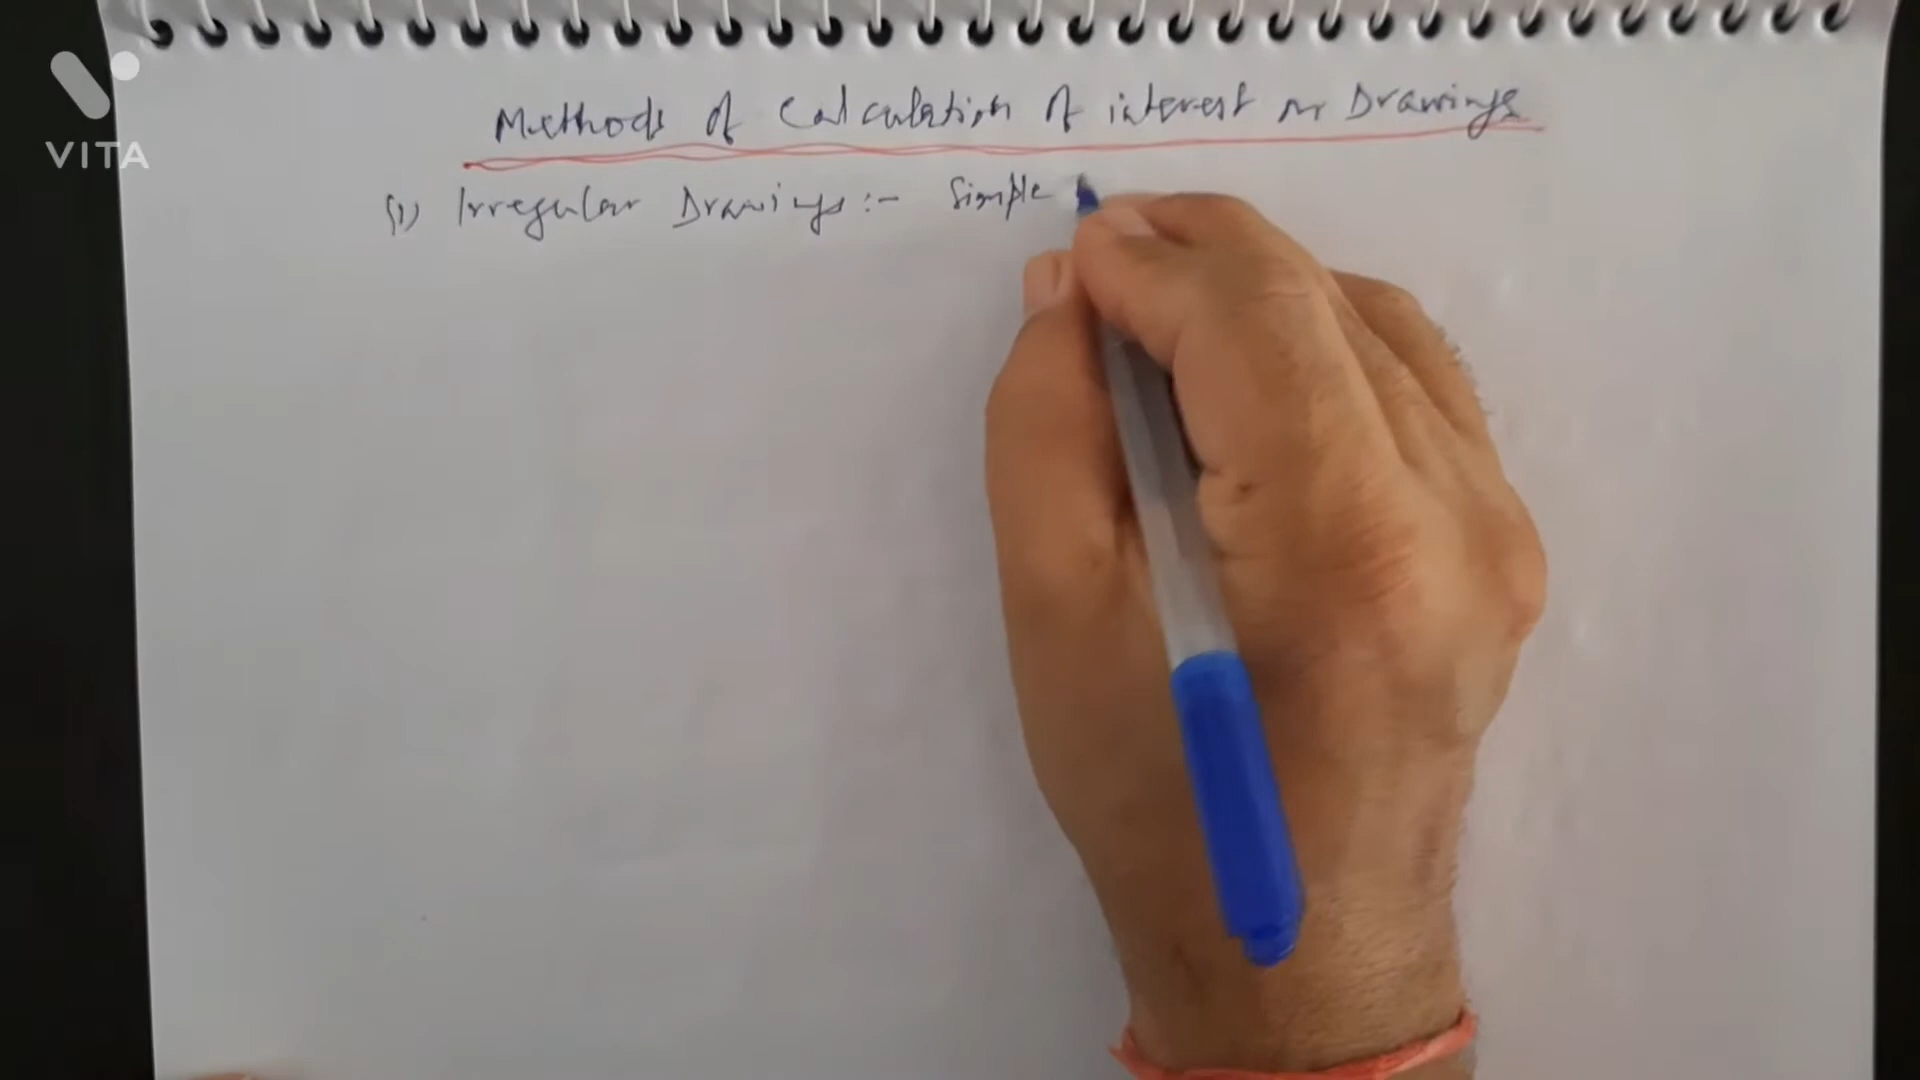 VITA
Methods of Calculation of interest on Drawings
(1) Irregular Drawings :- Simple